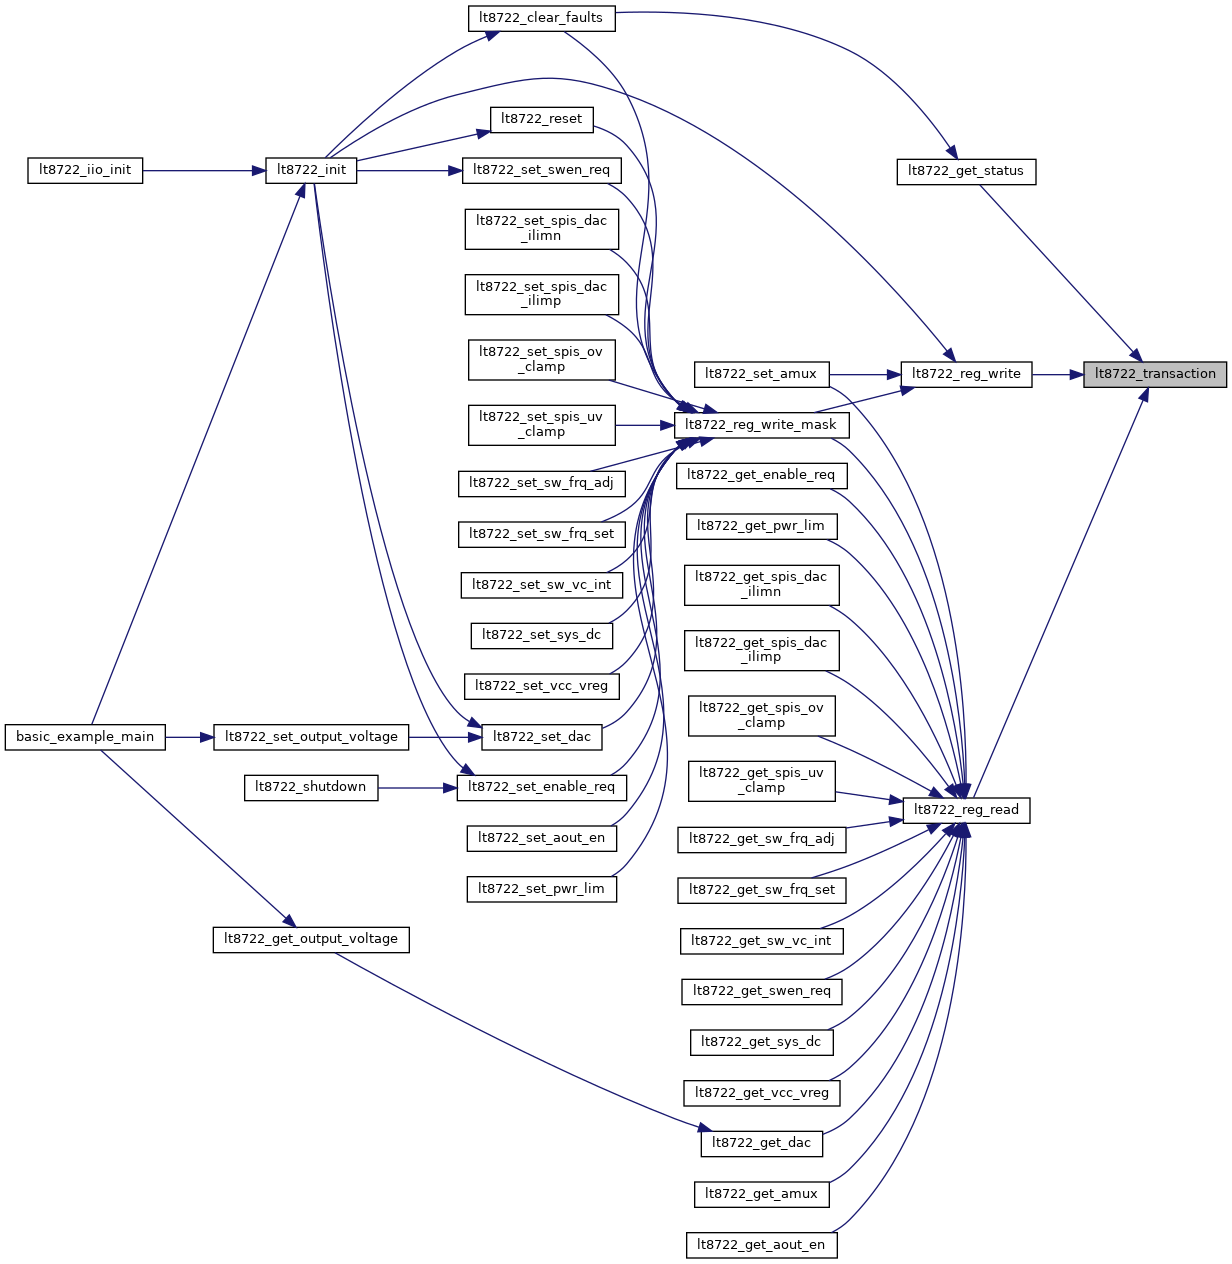 lt8722_clear_faults
lt8722_reset
lt8722_iio_init
lt8722_init
lt8722_set_swen_req
lt8722_get_status
lt8722_set_spis_dac
_ilimn
lt8722_set_spis_dac
_ilimp
lt8722_set_spis_ov
_clamp
lt8722_set_amux
lt8722_reg_write
lt8722_transaction
lt8722_set_spis_uv
_clamp
lt8722_reg_write_mask
lt8722_set_sw_frq_adj
lt8722_get_enable_req
lt8722_set_sw_frq_set
lt8722_get_pwr_lim
lt8722_set_sw_vc_int
lt8722_get_spis_dac
_ilimn
lt8722_set_sys_dc
lt8722_get_spis_dac
_ilimp
lt8722_set_vcc_vreg
lt8722_get_spis_ov
_clamp
basic_example_main
lt8722_set_output_voltage
lt8722_set_dac
lt8722_shutdown
lt8722_set_enable_req
lt8722_get_spis_uv
_clamp
lt8722_reg_read
lt8722_set_aout_en
lt8722_get_sw_frq_adj
lt8722_set_pwr_lim
lt8722_get_sw_frq_set
lt8722_get_output_voltage
lt8722_get_sw_vc_int
lt8722_get_swen_req
lt8722_get_sys_dc
lt8722_get_vcc_vreg
lt8722_get_dac
lt8722_get_amux
lt8722_get_aout_en